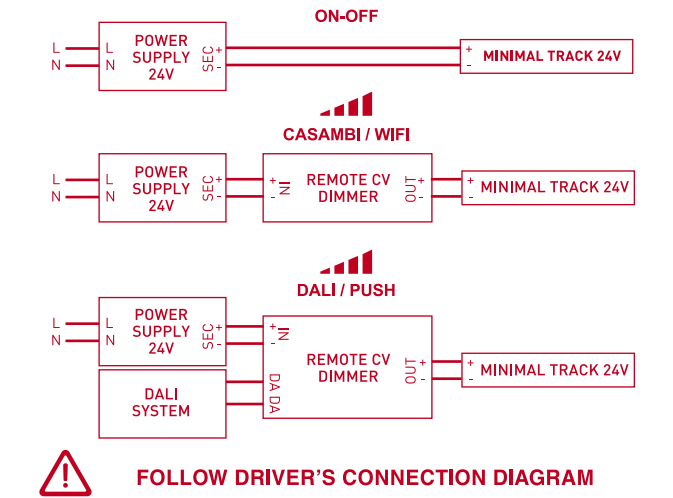 ON-OFF
L L POWER SUPPLY 24V SEC + - + - MINIMAL TRACK 24V
N N
CASAMBI / WIFI
L L POWER SUPPLY 24V SEC + - + - IN REMOTE CV DIMMER OUT + - + - MINIMAL TRACK 24V
N N
DALI / PUSH
L L POWER SUPPLY 24V SEC + - + - IN
N N
REMOTE CV DIMMER OUT + - + - MINIMAL TRACK 24V
DALI SYSTEM DA DA
FOLLOW DRIVER'S CONNECTION DIAGRAM